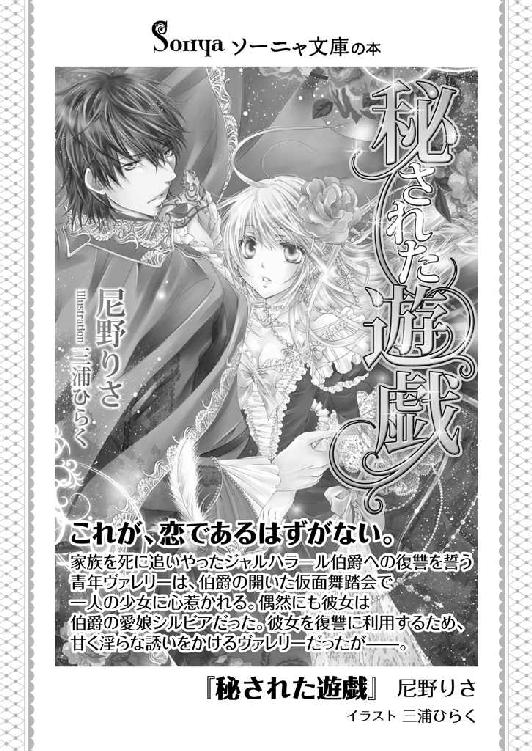 Sonya ソーニャ文庫の本
秘された遊戯
尼野りさ
Illustration 三浦ひらく
これが、恋であるはずがない。
家族を死に追いやったジャルハラール伯爵への復讐を誓う
青年ヴァレリーは、伯爵の開いた仮面舞踏会で
一人の少女に心惹かれる。偶然にも彼女は
伯爵の愛娘シルビアだった。彼女を復讐に利用するため、
甘く淫らな誘いをかけるヴァレリーだったが――。
『秘された遊戯』 尼野りさ
イラスト 三浦ひらく